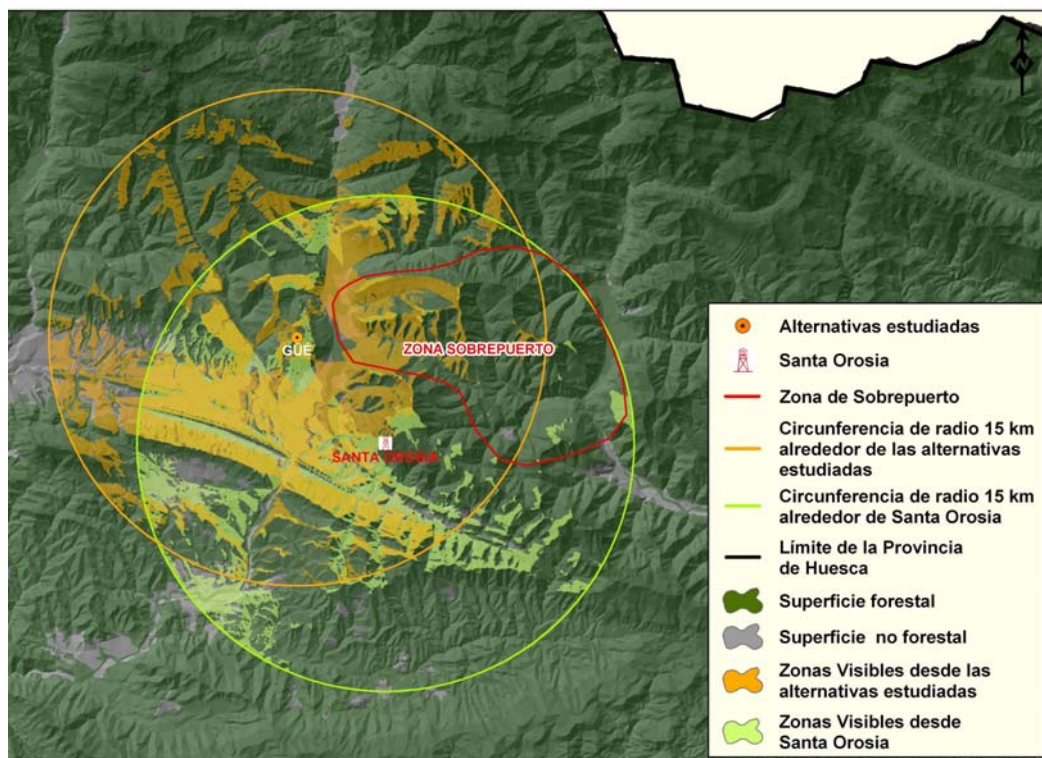 N
GÜÉ
ZONA SOBREPUERTO
SANTA OROSIA
Alternativas estudiadas
Santa Orosia
Zona de Sobrepuerto
Circunferencia de radio 15 km
alrededor de las alternativas
estudiadas
Circunferencia de radio 15 km
alrededor de Santa Orosia
Límite de la Provincia
de Huesca
Superficie forestal
Superficie no forestal
Zonas Visibles desde las
alternativas estudiadas
Zonas Visibles desde
Santa Orosia